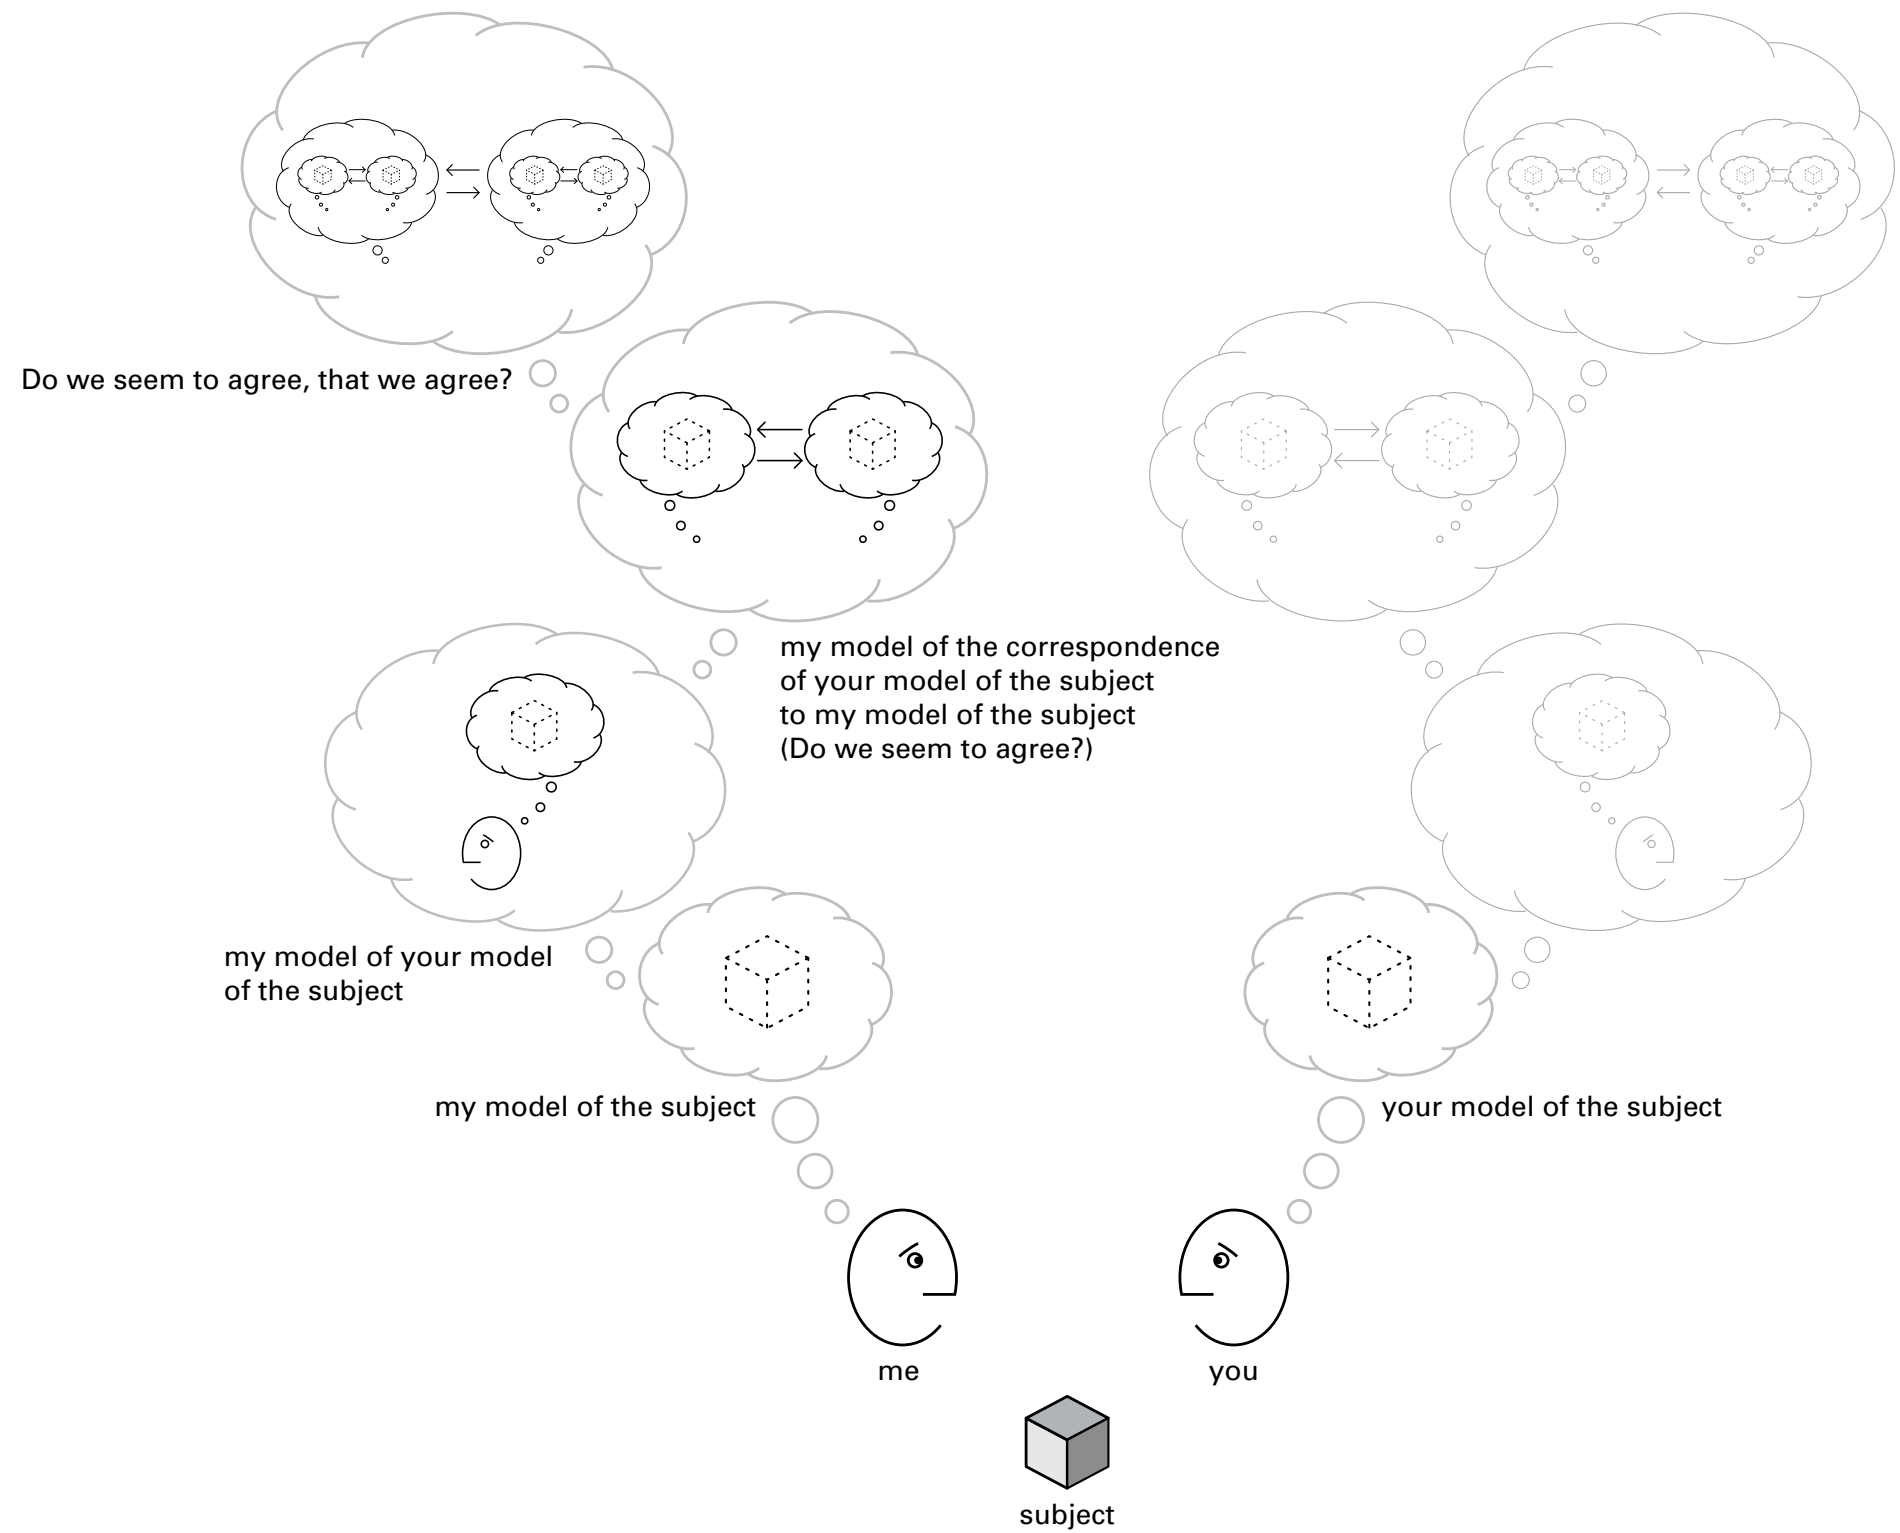 Do we seem to agree, that we agree?
my model of the correspondence
of your model of the subject
to my model of the subject
(Do we seem to agree?)
my model of your model
of the subject
my model of the subject
your model of the subject
me
you
subject